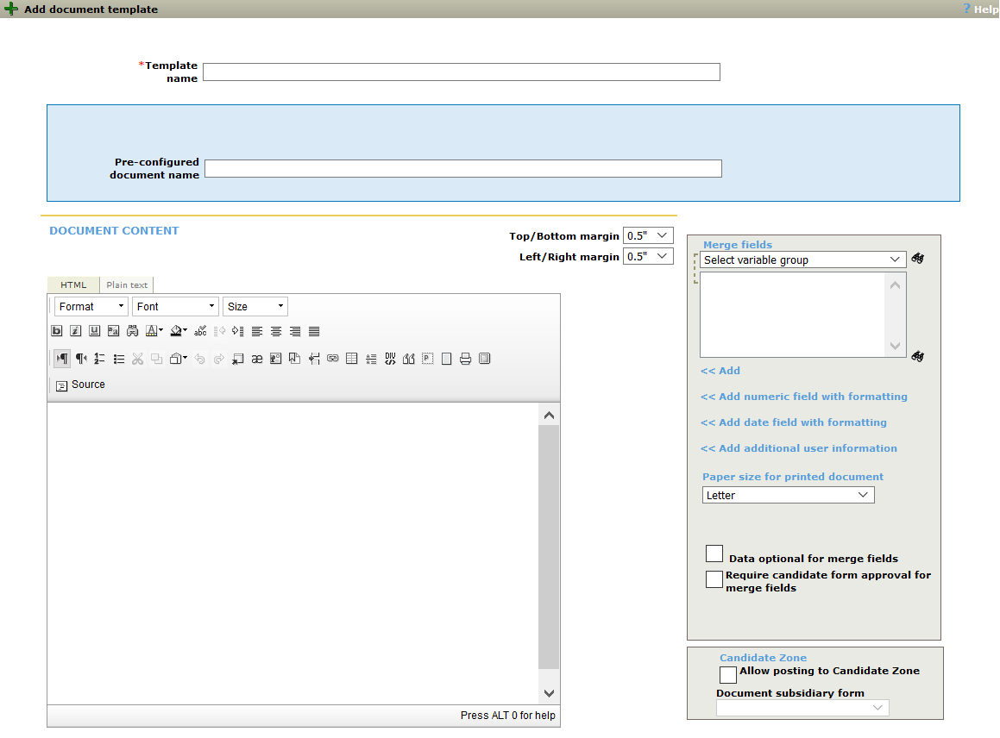 Add document template
? Help
*Template
name
Pre-configured
document name
DOCUMENT CONTENT
Top/Bottom margin 0.5"
Left/Right margin 0.5"
HTML Plain text
Format Font Size
Source
Press ALT 0 for help
Merge fields
Select variable group
<< Add
<< Add numeric field with formatting
<< Add date field with formatting
<< Add additional user information
Paper size for printed document
Letter
Data optional for merge fields
Require candidate form approval for
merge fields
Candidate Zone
Allow posting to Candidate Zone
Document subsidiary form